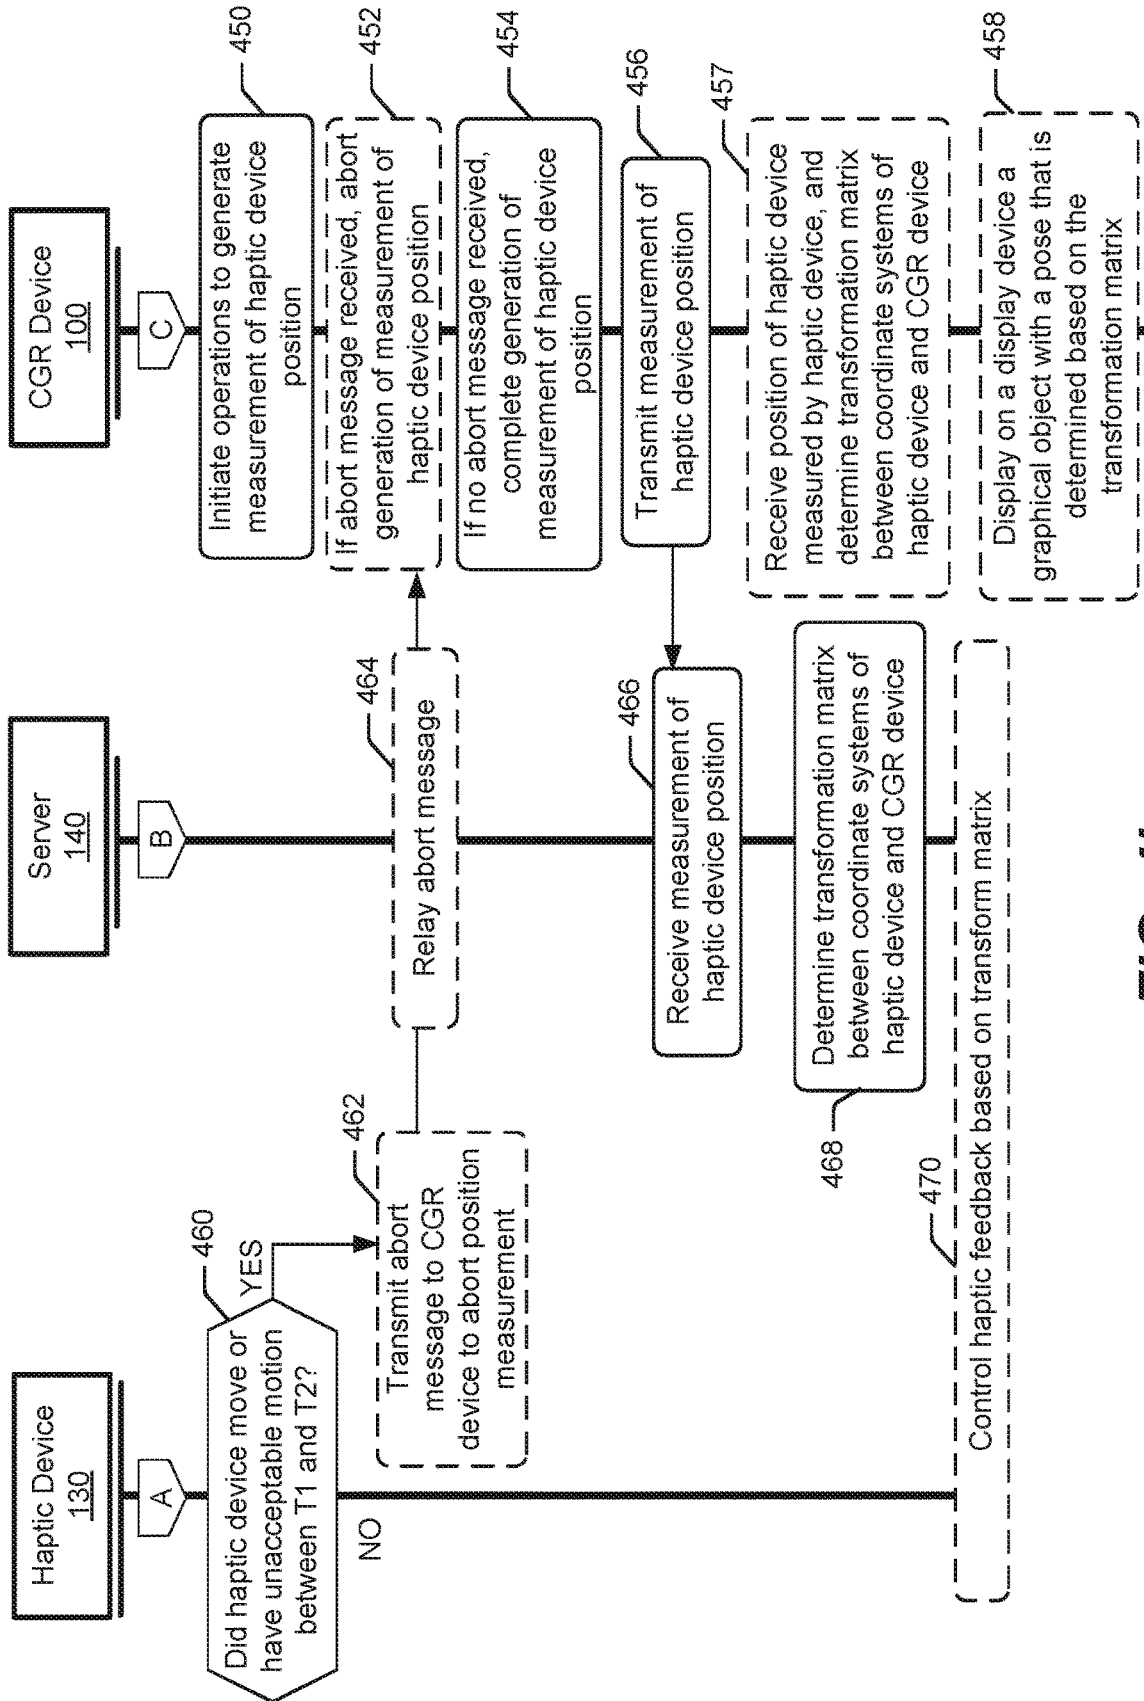 Haptic Device
130
A
Did haptic device move or
have unacceptable motion
between T1 and T2?
460
YES
NO
Transmit abort
message to CGR
device to abort position
measurement
462
Server
140
B
Relay abort message
464
Receive measurement of
haptic device position
466
Determine transformation matrix
between coordinate systems of
haptic device and CGR device
468
Control haptic feedback based on transform matrix
470
CGR Device
100
C
Initiate operations to generate
measurement of haptic device
position
450
If abort message received, abort
generation of measurement of
haptic device position
452
If no abort message received,
complete generation of
measurement of haptic device
position
454
Transmit measurement of
haptic device position
456
Receive position of haptic device
measured by haptic device, and
determine transformation matrix
between coordinate systems of
haptic device and CGR device
457
Display on a display device a
graphical object with a pose that is
determined based on the
transformation matrix
458